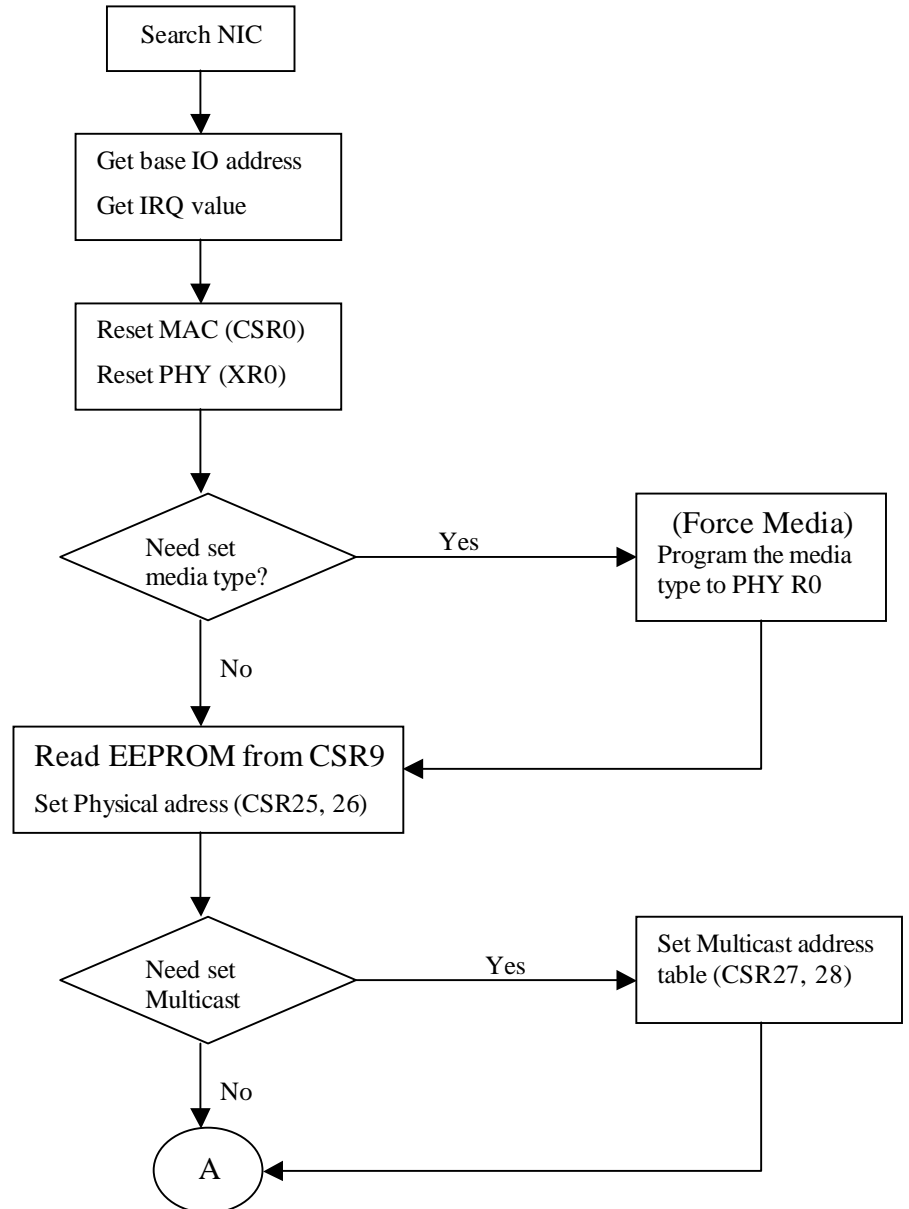 Search NIC
Get base IO address
Get IRQ value
Reset MAC (CSR0)
Reset PHY (XR0)
Need set
media type?
Yes
(Force Media)
Program the media
type to PHY R0
No
Read EEPROM from CSR9
Set Physical adress (CSR25, 26)
Need set
Multicast
Yes
Set Multicast address
table (CSR27, 28)
No
A